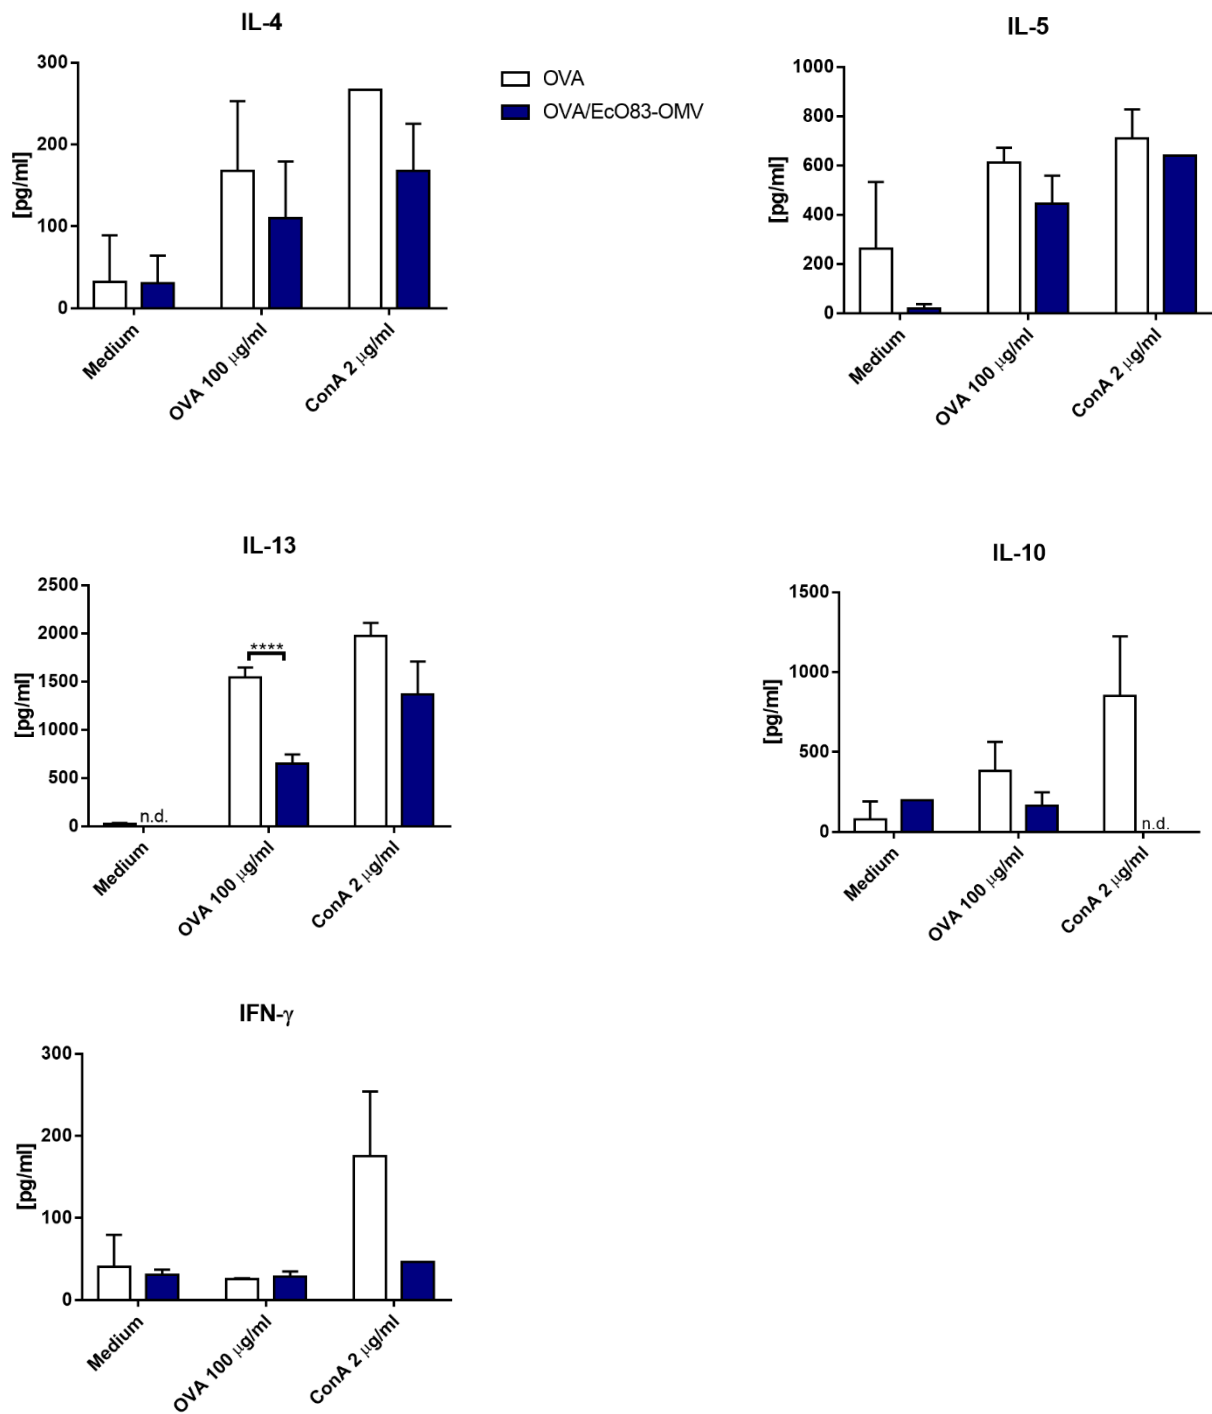 IL-4
300
200
100
0
[pg/ml]
Medium
OVA 100 µg/ml
ConA 2 µg/ml
OVA
OVA/EcO83-OMV
IL-5
1000
800
600
400
200
0
[pg/ml]
Medium
OVA 100 µg/ml
ConA 2 µg/ml
IL-13
2500
2000
1500
1000
500
0
[pg/ml]
****
n.d.
Medium
OVA 100 µg/ml
ConA 2 µg/ml
IL-10
1500
1000
500
0
[pg/ml]
n.d.
Medium
OVA 100 µg/ml
ConA 2 µg/ml
IFN-γ
300
200
100
0
[pg/ml]
Medium
OVA 100 µg/ml
ConA 2 µg/ml